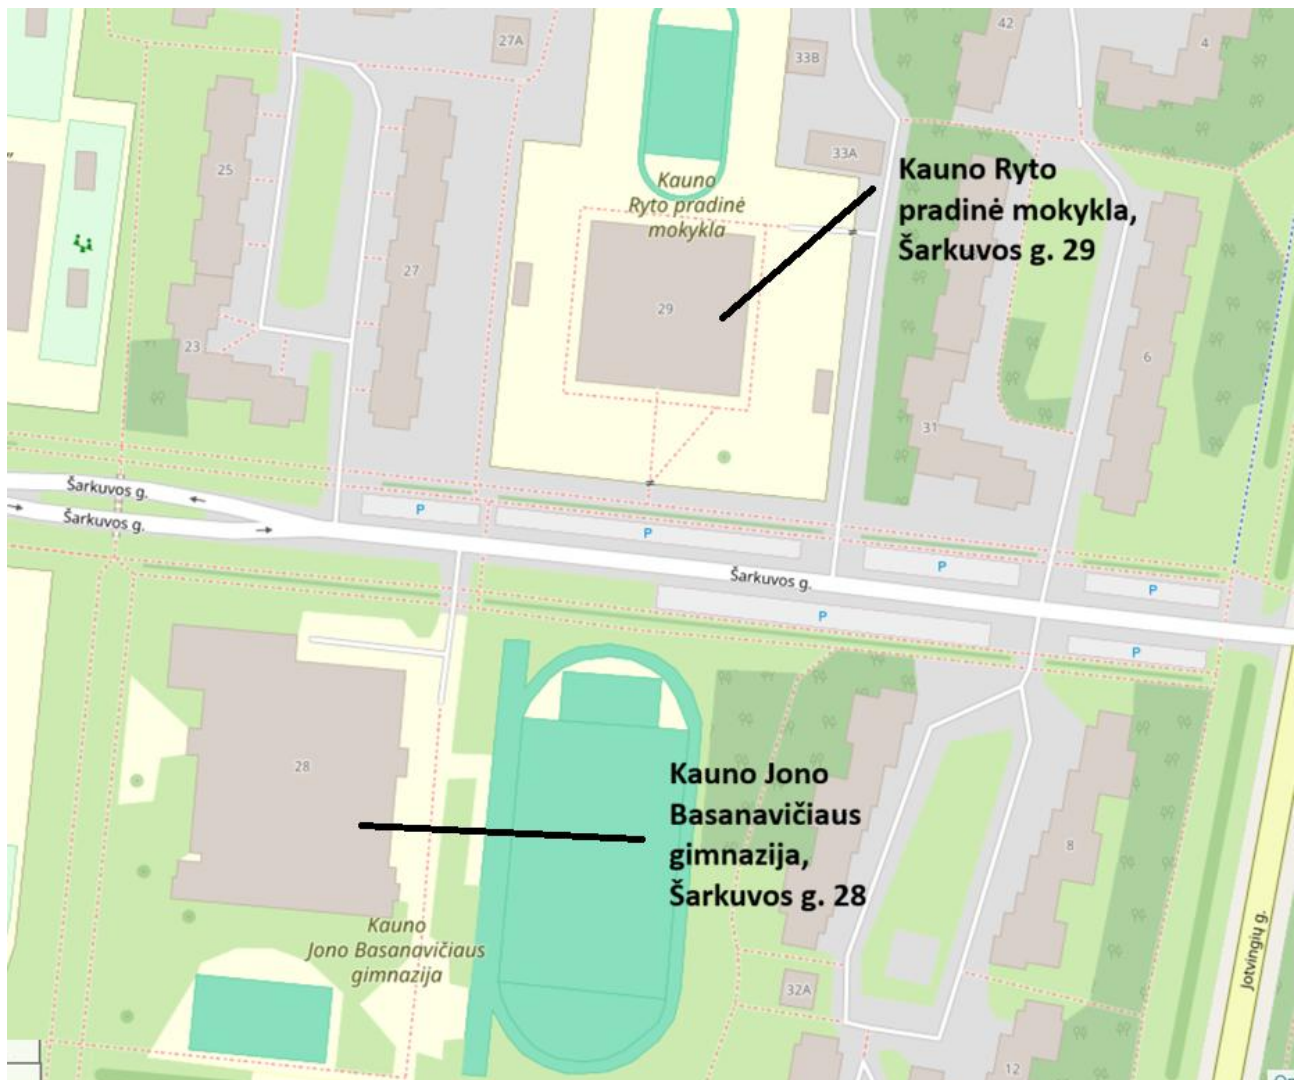 42
4
27A
33B
33A
Kauno
Ryto pradinė
mokykla
Kauno Ryto
pradinė mokykla,
Šarkuvos g. 29
25
27
29
23
6
31
Šarkuvos g.
Šarkuvos g.
P
P
P
P
Šarkuvos g.
P
P
28
Kauno Jono
Basanavičiaus
gimnazija,
Šarkuvos g. 28
8
Kauno
Jono Basanavičiaus
gimnazija
Jotvingių g.
32A
12